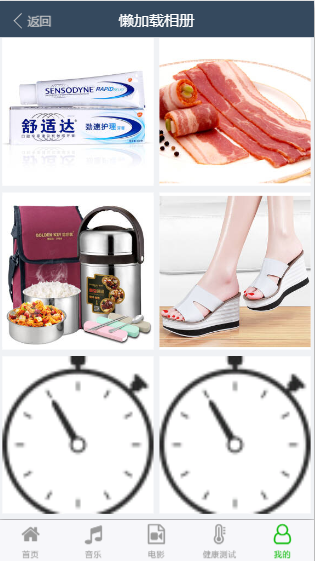 返回
懒加载相册
SENSODYNE RAPID
SENSODYNE
舒适达 劲速护理
GOLDEN KEY
首页
音乐
电影
健康测试
我的